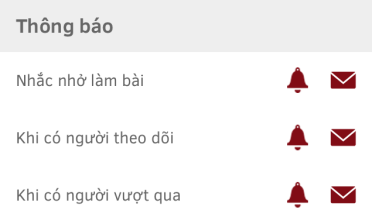 Thông báo
Nhắc nhở làm bài
Khi có người theo dõi
Khi có người vượt qua